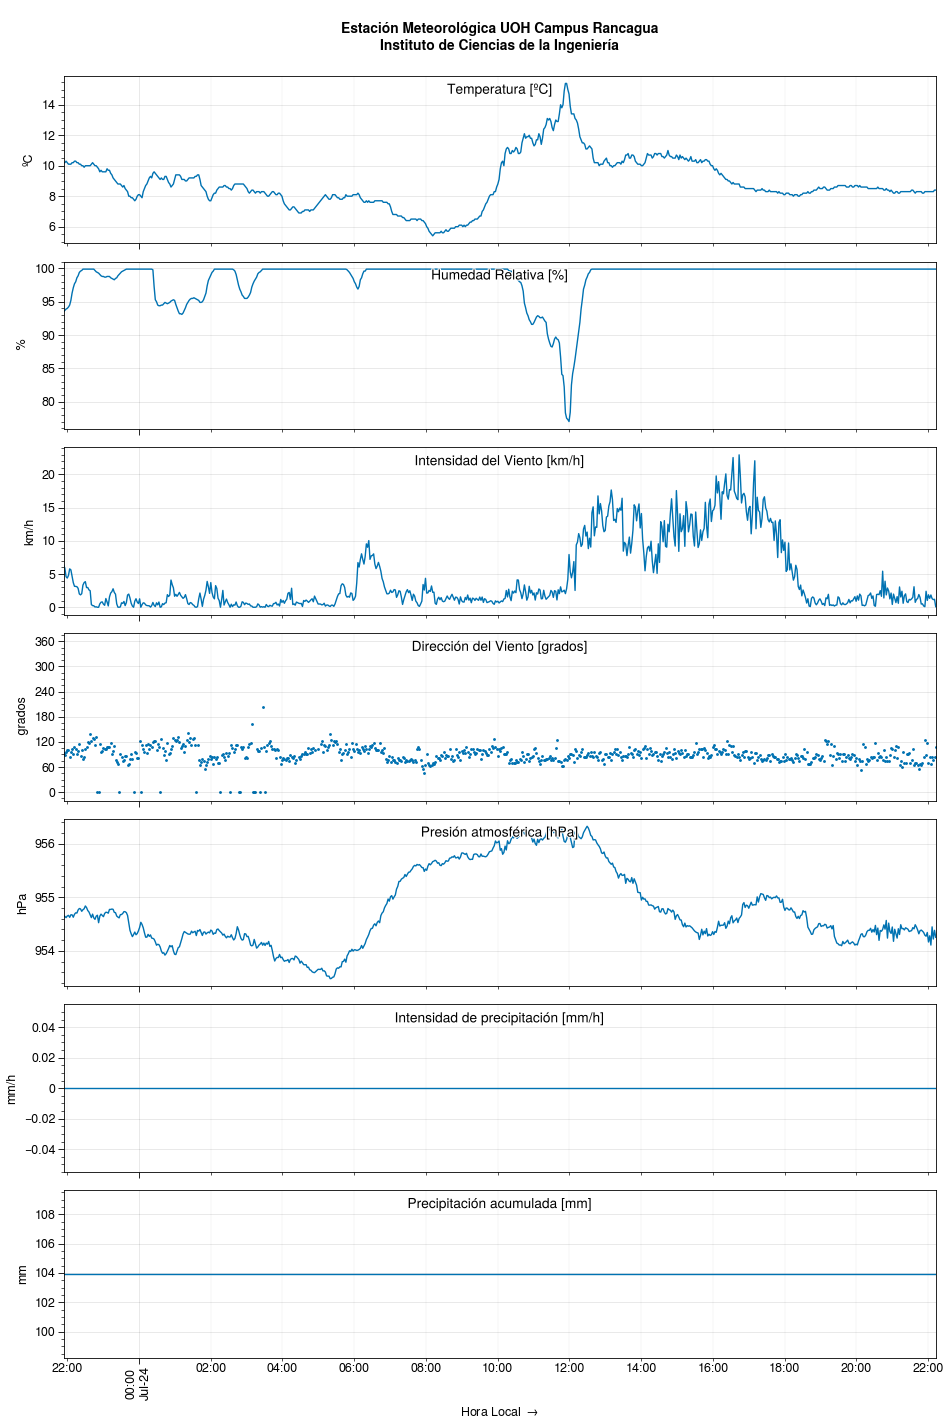 Estación Meteorológica UOH Campus Rancagua
Instituto de Ciencias de la Ingeniería
Temperatura [ºC]
14
12
10
8
6
ºC
Humedad Relativa [%]
100
95
90
85
80
%
Intensidad del Viento [km/h]
20
15
10
5
0
km/h
Dirección del Viento [grados]
360
300
240
180
120
60
0
grados
Presión atmosférica [hPa]
956
955
954
hPa
Intensidad de precipitación [mm/h]
0.04
0.02
0
−0.02
−0.04
mm/h
Precipitación acumulada [mm]
108
106
104
102
100
mm
22:00
00:00
Jul-24
02:00
04:00
06:00
08:00
10:00
12:00
14:00
16:00
18:00
20:00
22:00
Hora Local →